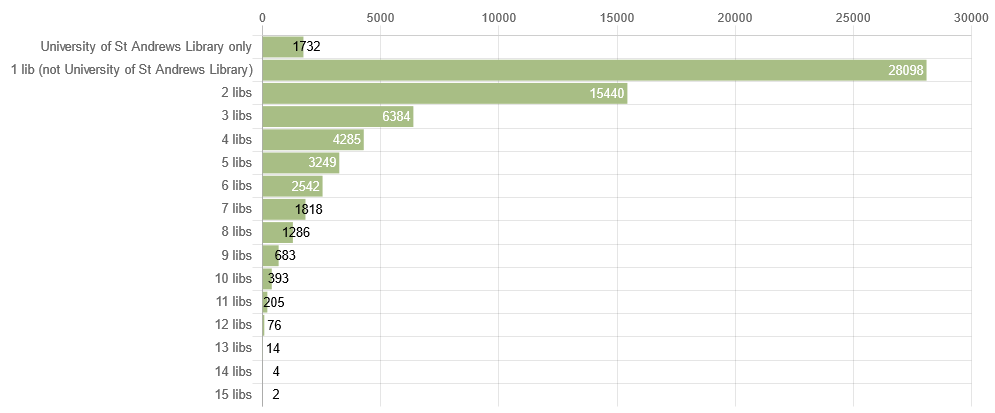 0 5000 10000 15000 20000 25000 30000
University of St Andrews Library only 1732
1 lib (not University of St Andrews Library) 28098
2 libs 15440
3 libs 6384
4 libs 4285
5 libs 3249
6 libs 2542
7 libs 1818
8 libs 1286
9 libs 683
10 libs 393
11 libs 205
12 libs 76
13 libs 14
14 libs 4
15 libs 2